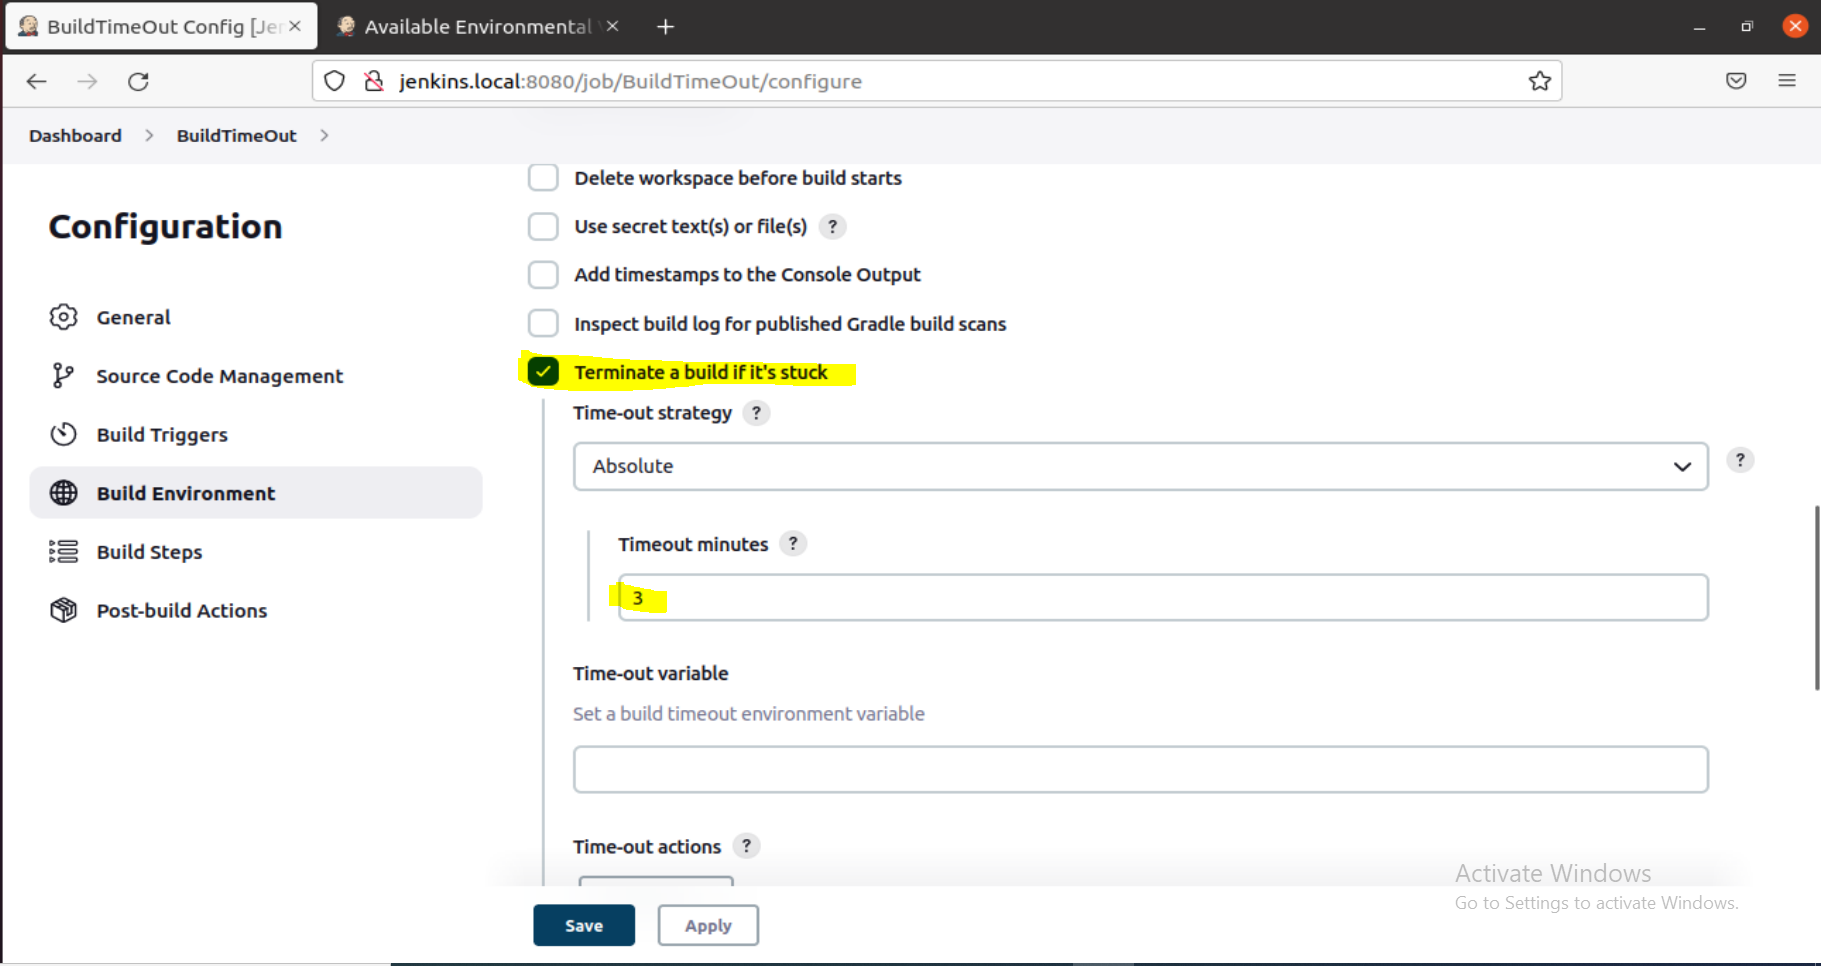 BuildTimeOut Config [Jer
Available Environmental
jenkins.local:8080/job/BuildTimeOut/configure
Dashboard > BuildTimeOut >
Configuration
General
Source Code Management
Build Triggers
Build Environment
Build Steps
Post-build Actions
Delete workspace before build starts
Use secret text(s) or file(s) ?
Add timestamps to the Console Output
Inspect build log for published Gradle build scans
Terminate a build if it's stuck
Time-out strategy ?
Absolute
?
Timeout minutes ?
3
Time-out variable
Set a build timeout environment variable
Time-out actions ?
Save
Apply
Activate Windows
Go to Settings to activate Windows.